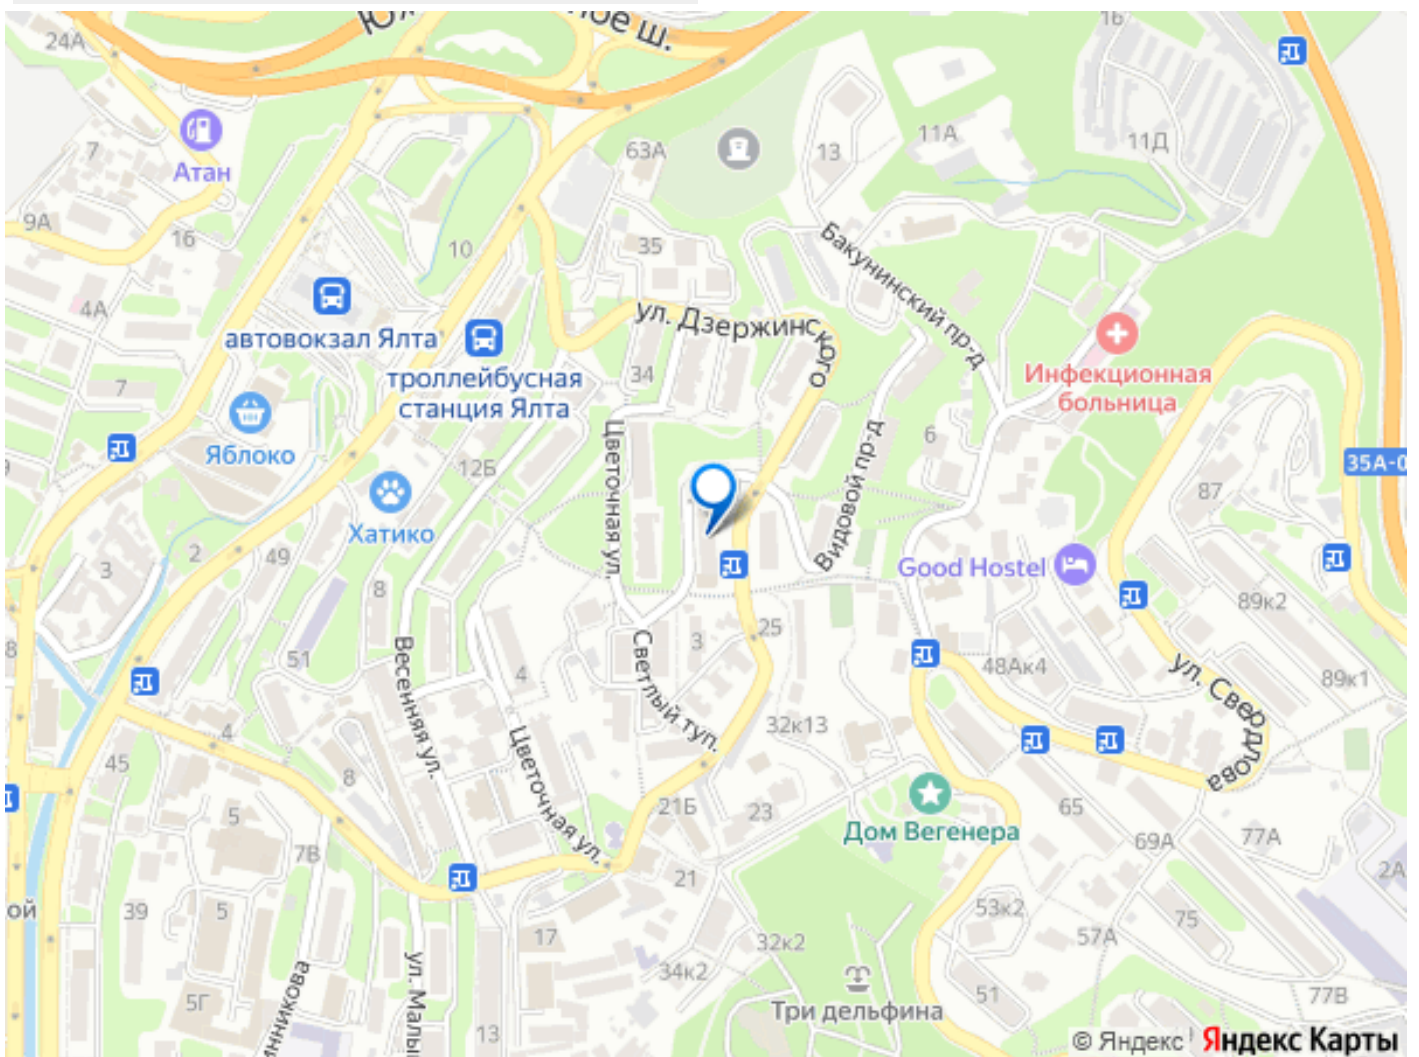 ное ш.
24А
16
7
Атан
63А
13
11А
11Д
9А
16
10
35
Бакунинский пр-д
4А
автовокзал Ялта
ул. Дзержинского
троллейбусная
станция Ялта
34
Инфекционная
больница
7
Яблоко
Цветочная ул.
Видовой пр-д
6
12Б
35А-0
87
Хатико
2
49
3
8
Good Hostel
89к2
51
Весенняя ул.
4
Светлый туп.
3
25
48Ак4
ул. Свердлова
89к1
32к13
4
45
8
Цветочная ул.
5
21Б
23
Дом Вегенера
65
69А
77А
7В
21
2А
ой
39
5
17
32к2
53к2
57А
75
5Г
34к2
Три дельфина
51
77В
инникова
ул. Малы
13
© Яндекс
Яндекс Карты